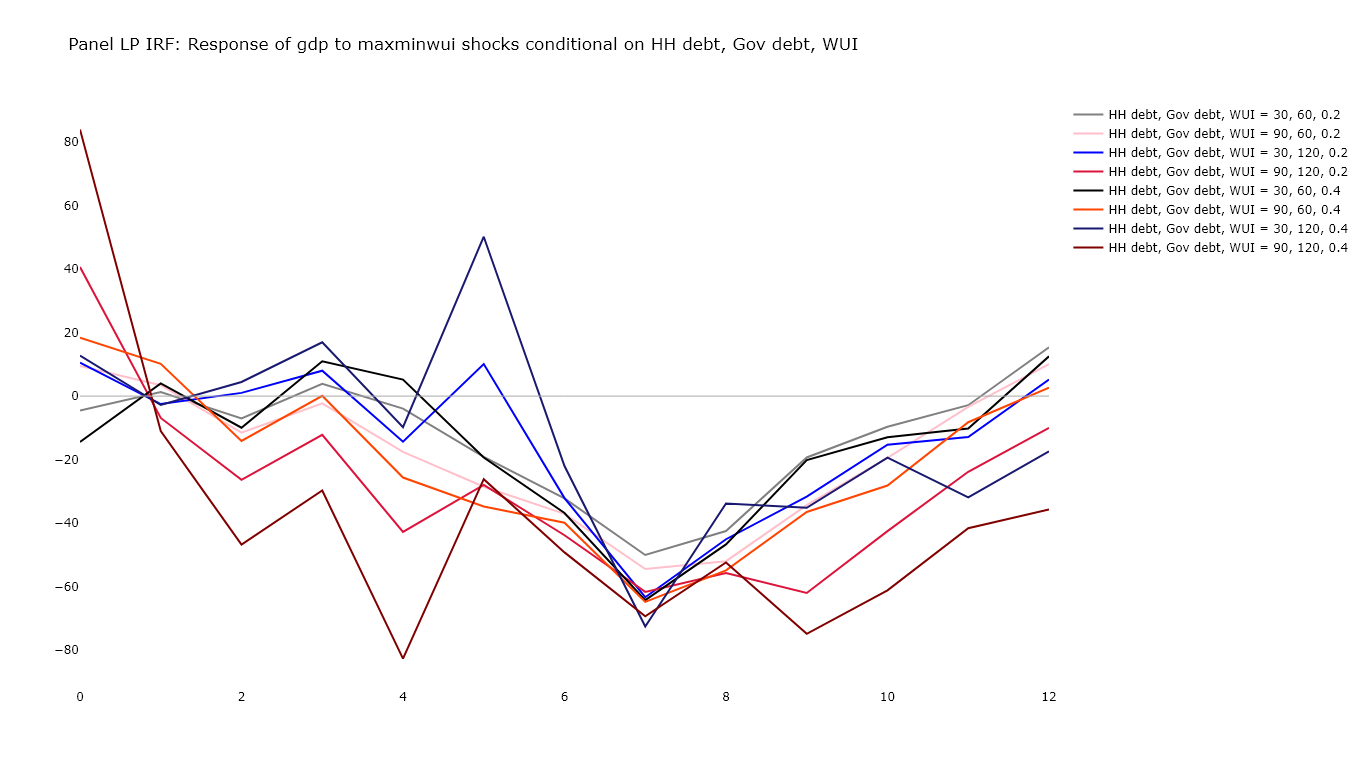 Panel LP IRF: Response of gdp to maxminwui shocks conditional on HH debt, Gov debt, WUI
HH debt, Gov debt, WUI = 30, 60, 0.2
HH debt, Gov debt, WUI = 90, 60, 0.2
HH debt, Gov debt, WUI = 30, 120, 0.2
HH debt, Gov debt, WUI = 90, 120, 0.2
HH debt, Gov debt, WUI = 30, 60, 0.4
HH debt, Gov debt, WUI = 90, 60, 0.4
HH debt, Gov debt, WUI = 30, 120, 0.4
HH debt, Gov debt, WUI = 90, 120, 0.4
80
60
40
20
0
−20
−40
−60
−80
0 2 4 6 8 10 12